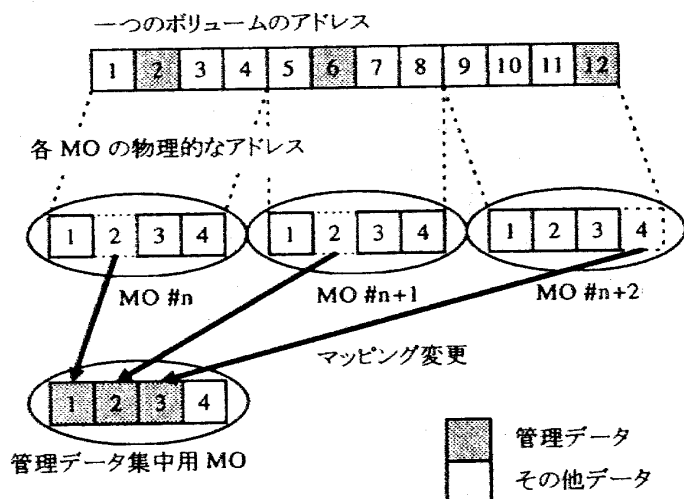 一つのボリュームのアドレス
1 2 3 4 5 6 7 8 9 10 11 12
各 MO の物理的なアドレス
1 2 3 4 1 2 3 4 1 2 3 4
MO #n MO #n+1 MO #n+2
マッピング変更
1 2 3 4
管理データ集中用 MO
管理データ
その他データ